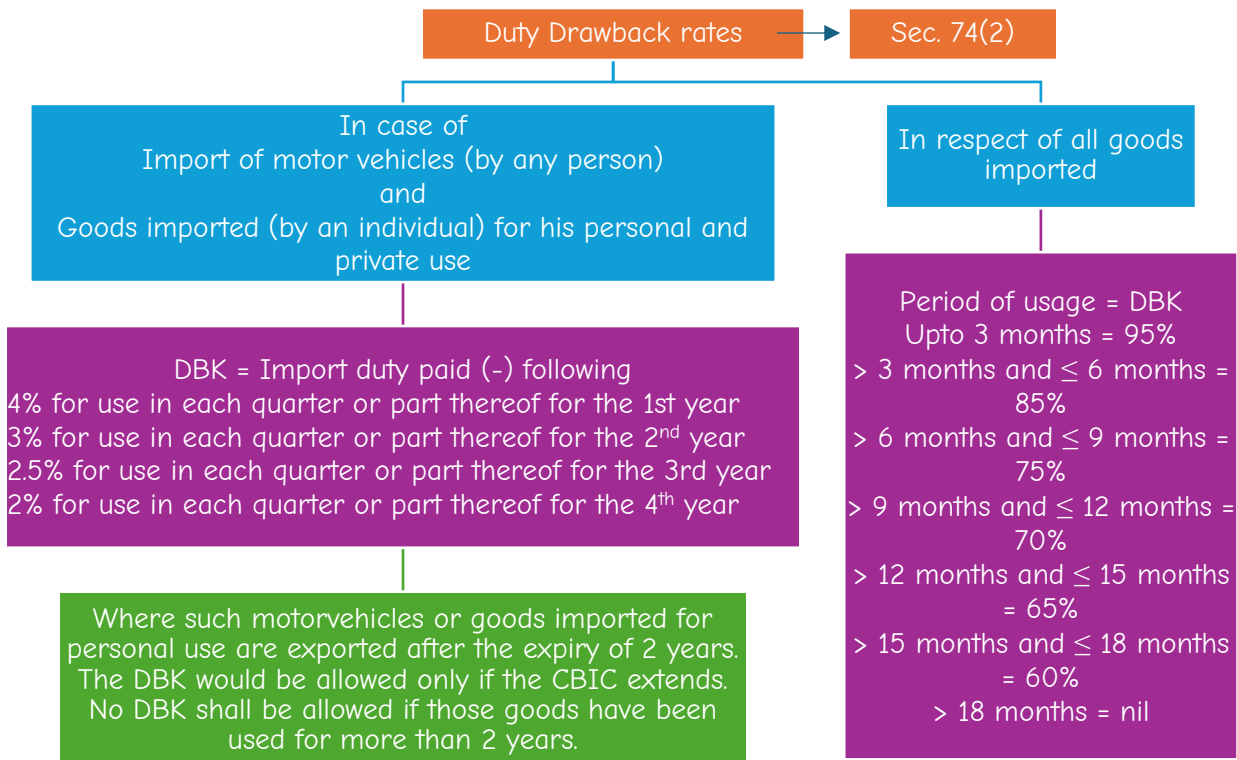 Duty Drawback rates
Sec. 74(2)
In case of
Import of motor vehicles (by any person)
and
Goods imported (by an individual) for his personal and
private use
DBK = Import duty paid (-) following
4% for use in each quarter or part thereof for the 1st year
3% for use in each quarter or part thereof for the 2nd year
2.5% for use in each quarter or part thereof for the 3rd year
2% for use in each quarter or part thereof for the 4th year
Where such motorvehicles or goods imported for
personal use are exported after the expiry of 2 years.
The DBK would be allowed only if the CBIC extends.
No DBK shall be allowed if those goods have been
used for more than 2 years.
In respect of all goods
imported
Period of usage = DBK
Upto 3 months = 95%
> 3 months and ≤ 6 months =
85%
> 6 months and ≤ 9 months =
75%
> 9 months and ≤ 12 months =
70%
> 12 months and ≤ 15 months
= 65%
> 15 months and ≤ 18 months
= 60%
> 18 months = nil